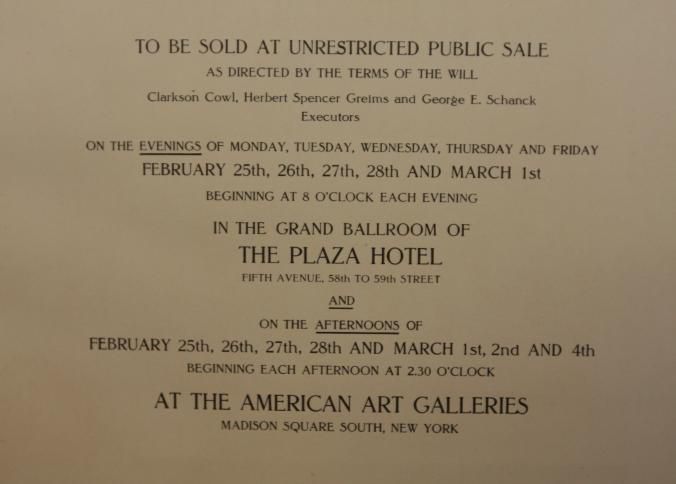 TO BE SOLD AT UNRESTRICTED PUBLIC SALE
AS DIRECTED BY THE TERMS OF THE WILL
Clarkson Cowl, Herbert Spencer Greims and George E. Schanck
Executors
ON THE EVENINGS OF MONDAY, TUESDAY, WEDNESDAY, THURSDAY AND FRIDAY
FEBRUARY 25th, 26th, 27th, 28th AND MARCH 1st
BEGINNING AT 8 O'CLOCK EACH EVENING
IN THE GRAND BALLROOM OF
THE PLAZA HOTEL
FIFTH AVENUE, 58th TO 59th STREET
AND
ON THE AFTERNOONS OF
FEBRUARY 25th, 26th, 27th, 28th AND MARCH 1st, 2nd AND 4th
BEGINNING EACH AFTERNOON AT 2.30 O'CLOCK
AT THE AMERICAN ART GALLERIES
MADISON SQUARE SOUTH, NEW YORK